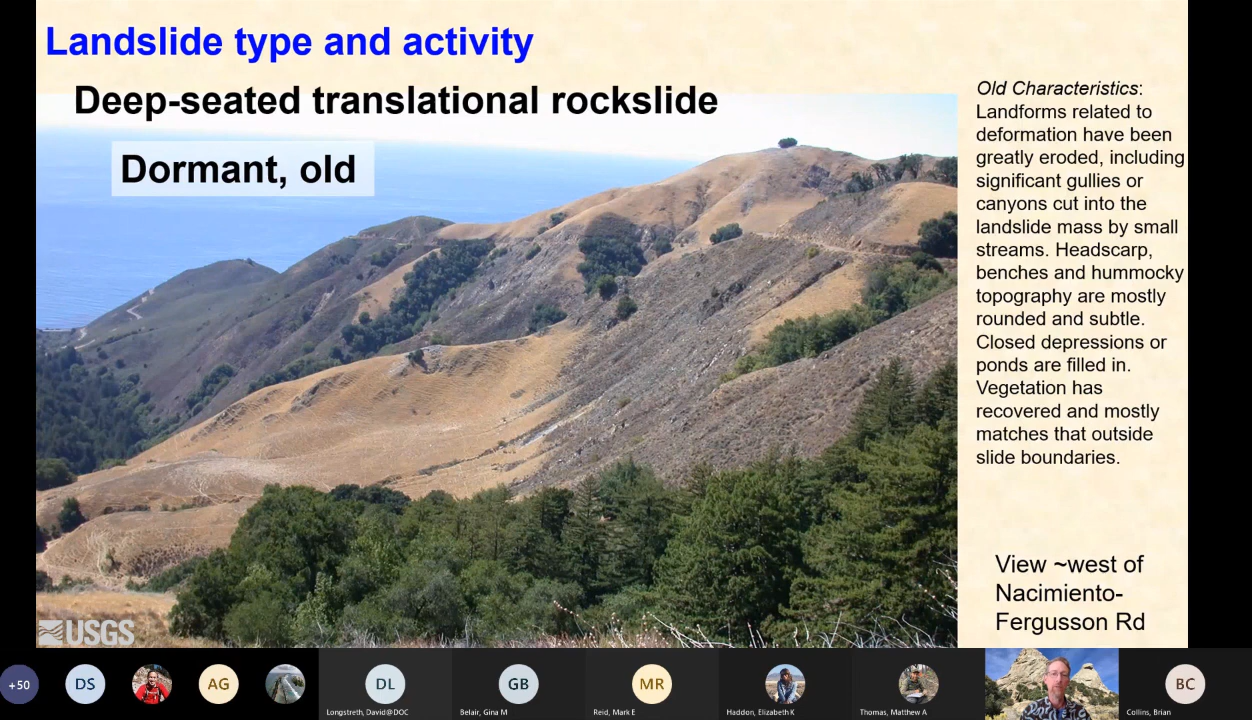 Landslide type and activity
Deep-seated translational rockslide
Dormant, old
Old Characteristics:
Landforms related to
deformation have been
greatly eroded, including
significant gullies or
canyons cut into the
landslide mass by small
streams. Headscarp,
benches and hummocky
topography are mostly
rounded and subtle.
Closed depressions or
ponds are filled in.
Vegetation has
recovered and mostly
matches that outside
slide boundaries.
View ~west of
Nacimiento-
Fergusson Rd
USGS
+50
DS
AG
DL
GB
MR
BC
Longstreth, David@DOC
Belair, Gina M
Reid, Mark E
Haddon, Elizabeth K
Thomas, Matthew A
Collins, Brian